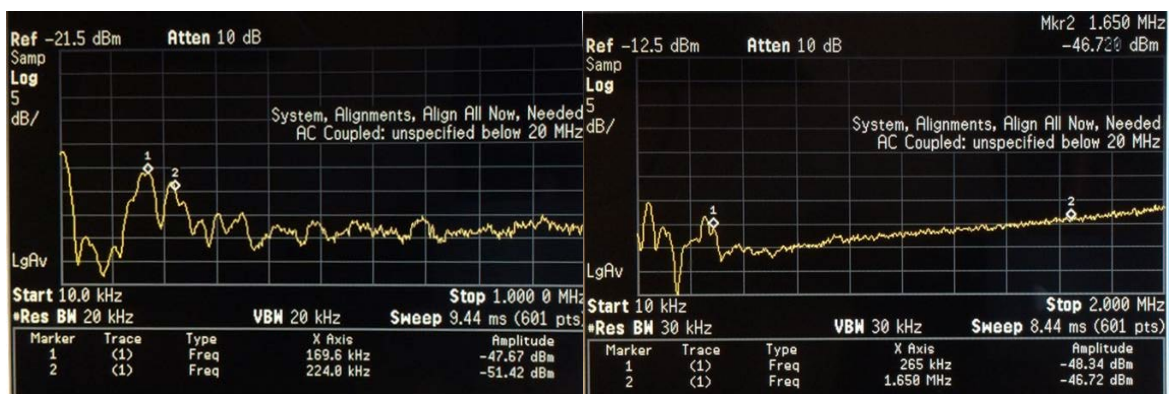 Ref -21.5 dBm Atten 10 dB
Samp
Log
5
dB/
System, Alignments, Align All Now, Needed
AC Coupled: unspecified below 20 MHz
1
2
LgAv
Start 10.0 kHz Stop 1.000 0 MHz
*Res BW 20 kHz VBW 20 kHz Sweep 9.44 ms (601 pts
Marker Trace Type X Axis Amplitude
1 (1) Freq 169.6 kHz -47.67 dBm
2 (1) Freq 224.0 kHz -51.42 dBm
Mkr2 1.650 MHz
Ref -12.5 dBm Atten 10 dB -46.720 dBm
Samp
Log
5
dB/
System, Alignments, Align All Now, Needed
AC Coupled: unspecified below 20 MHz
1
2
LgAv
Start 10 kHz Stop 2.000 MHz
*Res BW 30 kHz VBW 30 kHz Sweep 8.44 ms (601 pts)
Marker Trace Type X Axis Amplitude
1 (1) Freq 265 kHz -48.34 dBm
2 (1) Freq 1.650 MHz -46.72 dBm